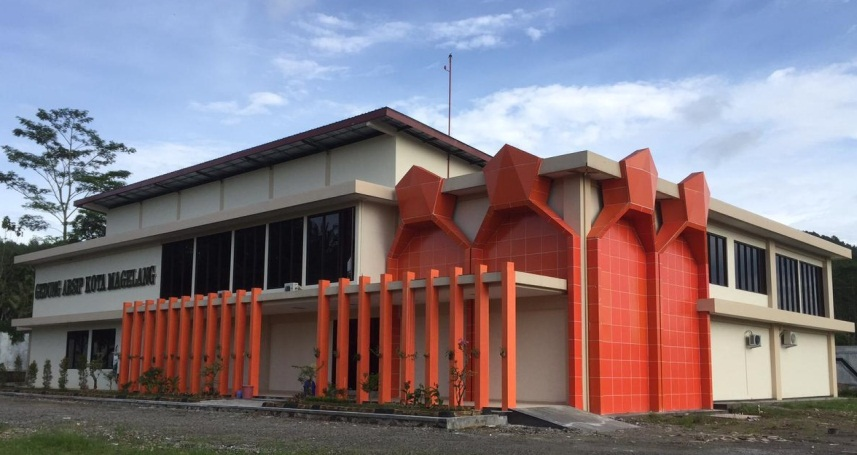 GEDUNG ARSIP KOTA MAGELANG